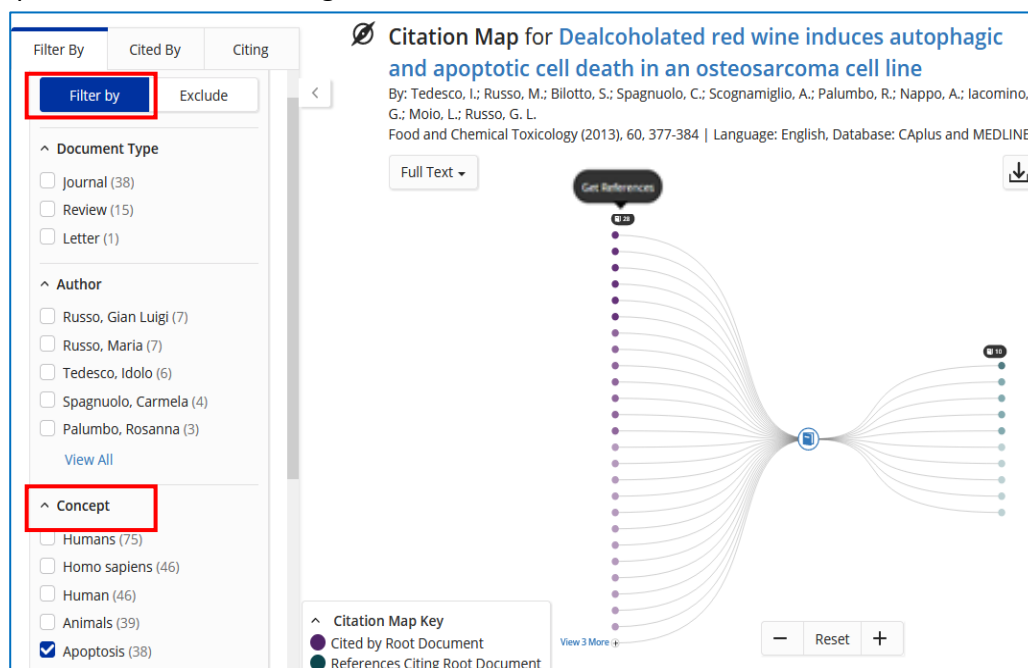 Filter By
Cited By
Citing
Filter by
Exclude
Document Type
Journal (38)
Review (15)
Letter (1)
Author
Russo, Gian Luigi (7)
Russo, Maria (7)
Tedesco, Idolo (6)
Spagnuolo, Carmela (4)
Palumbo, Rosanna (3)
View All
Concept
Humans (75)
Homo sapiens (46)
Human (46)
Animals (39)
Apoptosis (38)
Citation Map for Dealcoholated red wine induces autophagic
and apoptotic cell death in an osteosarcoma cell line
By: Tedesco, I.; Russo, M.; Bilotto, S.; Spagnuolo, C.; Scognamiglio, A.; Palumbo, R.; Nappo, A.; Iacomino,
G.; Moio, L.; Russo, G. L.
Food and Chemical Toxicology (2013), 60, 377-384 | Language: English, Database: CAplus and MEDLINE
Full Text
Get References
28
10
Citation Map Key
Cited by Root Document
References Citing Root Document
View 3 More +
− Reset +